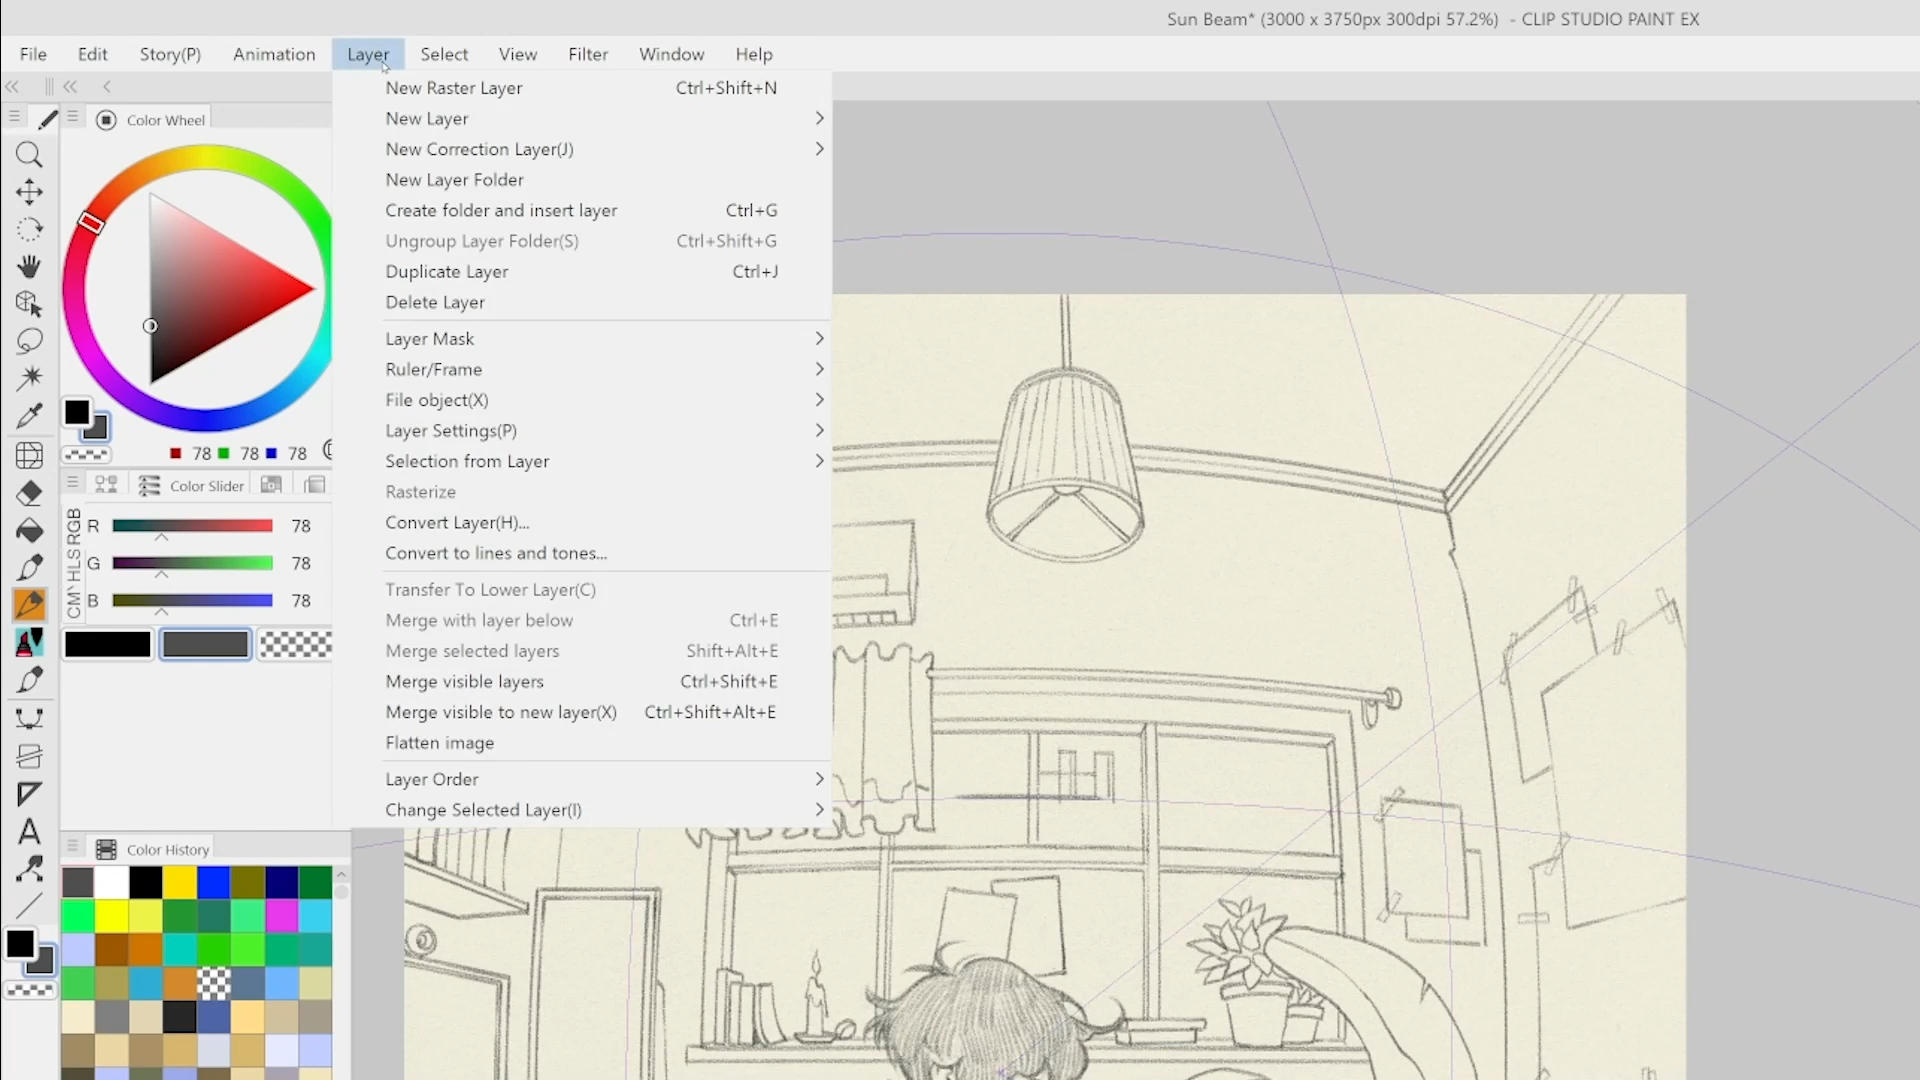 Sun Beam* (3000 x 3750px 300dpi 57.2%) - CLIP STUDIO PAINT EX
File Edit Story(P) Animation Layer Select View Filter Window Help
Color Wheel
78 78 78
Color Slider
RGB
HLS
CM
R 78
G 78
B 78
Color History
New Raster Layer Ctrl+Shift+N
New Layer
New Correction Layer(J)
New Layer Folder
Create folder and insert layer Ctrl+G
Ungroup Layer Folder(S) Ctrl+Shift+G
Duplicate Layer Ctrl+J
Delete Layer
Layer Mask
Ruler/Frame
File object(X)
Layer Settings(P)
Selection from Layer
Rasterize
Convert Layer(H)...
Convert to lines and tones...
Transfer To Lower Layer(C)
Merge with layer below Ctrl+E
Merge selected layers Shift+Alt+E
Merge visible layers Ctrl+Shift+E
Merge visible to new layer(X) Ctrl+Shift+Alt+E
Flatten image
Layer Order
Change Selected Layer(I)